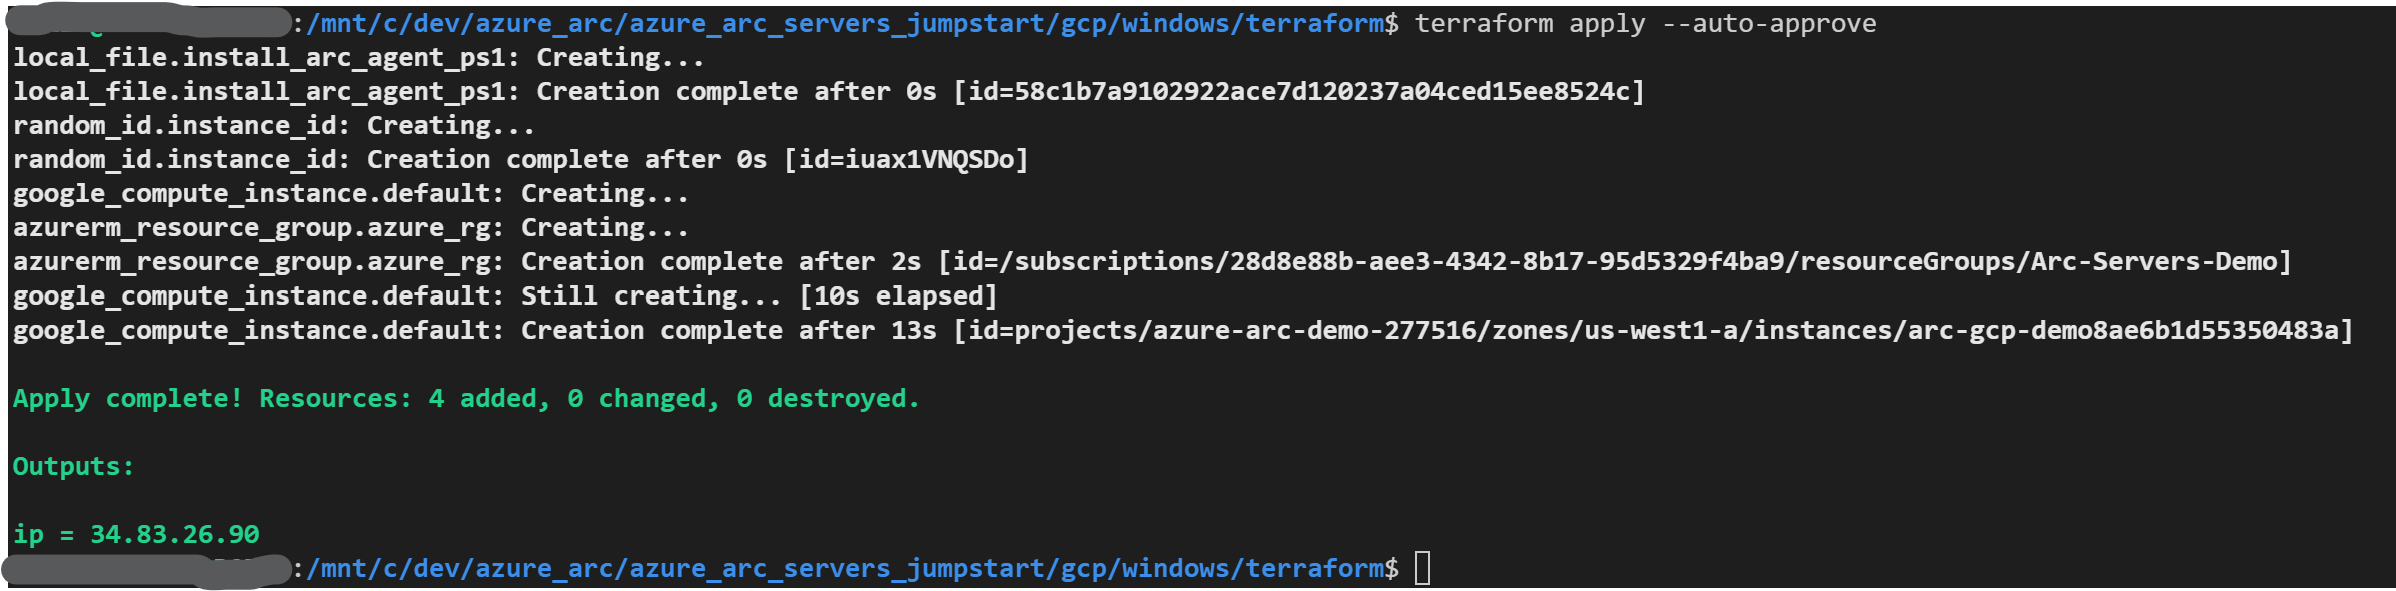 :/mnt/c/dev/azure_arc/azure_arc_servers_jumpstart/gcp/windows/terraform$ terraform apply --auto-approve
local_file.install_arc_agent_ps1: Creating...
local_file.install_arc_agent_ps1: Creation complete after 0s [id=58c1b7a9102922ace7d120237a04ced15ee8524c]
random_id.instance_id: Creating...
random_id.instance_id: Creation complete after 0s [id=iuax1VNQSDo]
google_compute_instance.default: Creating...
azurerm_resource_group.azure_rg: Creating...
azurerm_resource_group.azure_rg: Creation complete after 2s [id=/subscriptions/28d8e88b-aee3-4342-8b17-95d5329f4ba9/resourceGroups/Arc-Servers-Demo]
google_compute_instance.default: Still creating... [10s elapsed]
google_compute_instance.default: Creation complete after 13s [id=projects/azure-arc-demo-277516/zones/us-west1-a/instances/arc-gcp-demo8ae6b1d55350483a]
Apply complete! Resources: 4 added, 0 changed, 0 destroyed.
Outputs:
ip = 34.83.26.90
:/mnt/c/dev/azure_arc/azure_arc_servers_jumpstart/gcp/windows/terraform$